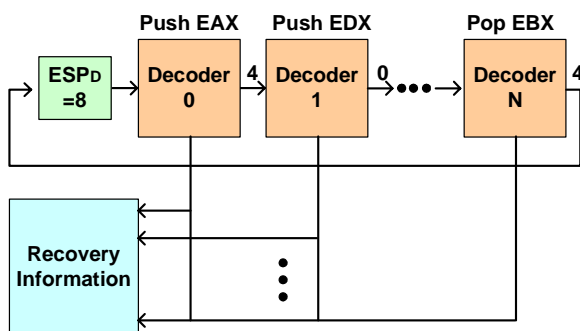 Push EAX Push EDX Pop EBX
ESPD
=8
Decoder
0
4
Decoder
1
0
Decoder
N
4
Recovery
Information